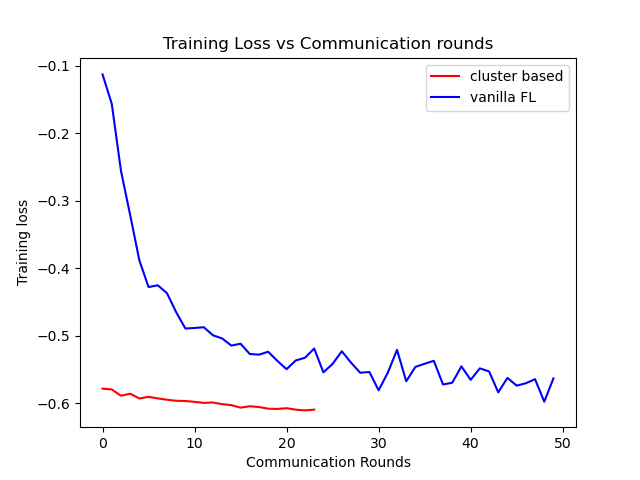 Training Loss vs Communication rounds
cluster based
vanilla FL
−0.1
−0.2
−0.3
−0.4
−0.5
−0.6
Training loss
0
10
20
30
40
50
Communication Rounds